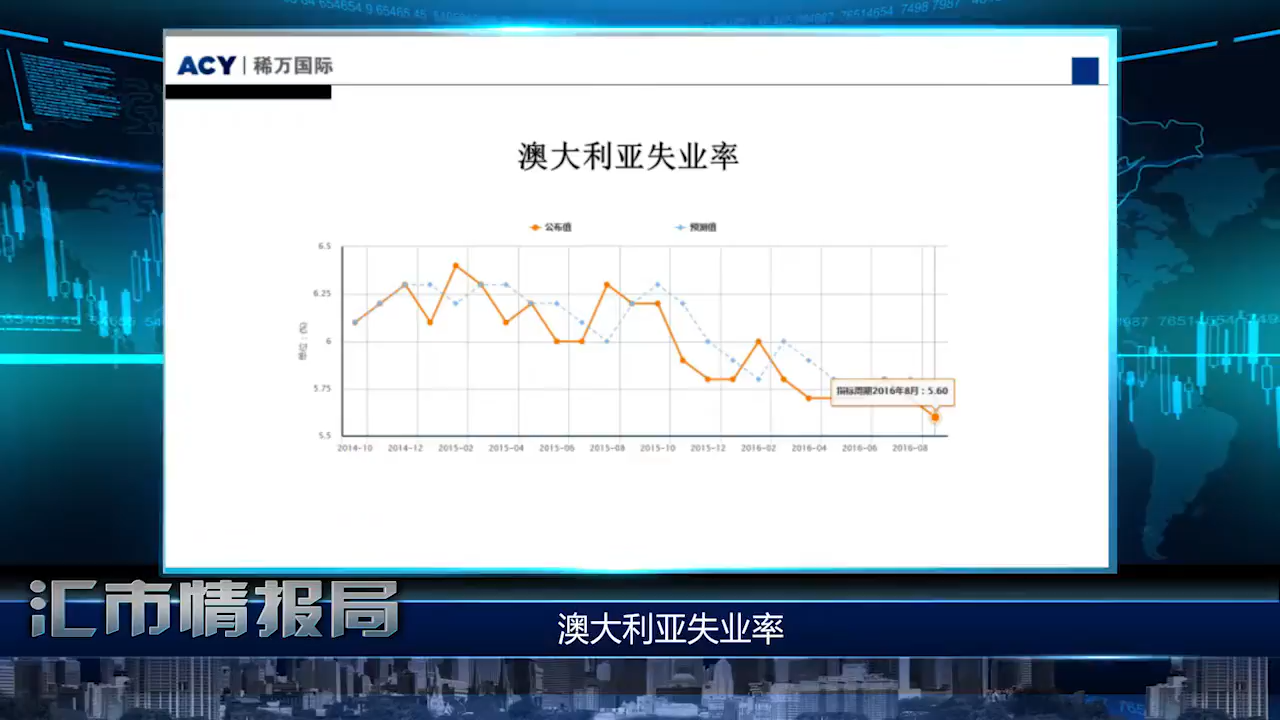 ACY 稀万国际
澳大利亚失业率
公布值 预测值
6.5
6.25
6
5.75
5.5
单位：(%)
指标周期2016年8月：5.60
2014-10 2014-12 2015-02 2015-04 2015-06 2015-08 2015-10 2015-12 2016-02 2016-04 2016-06 2016-08
汇市情报局
澳大利亚失业率